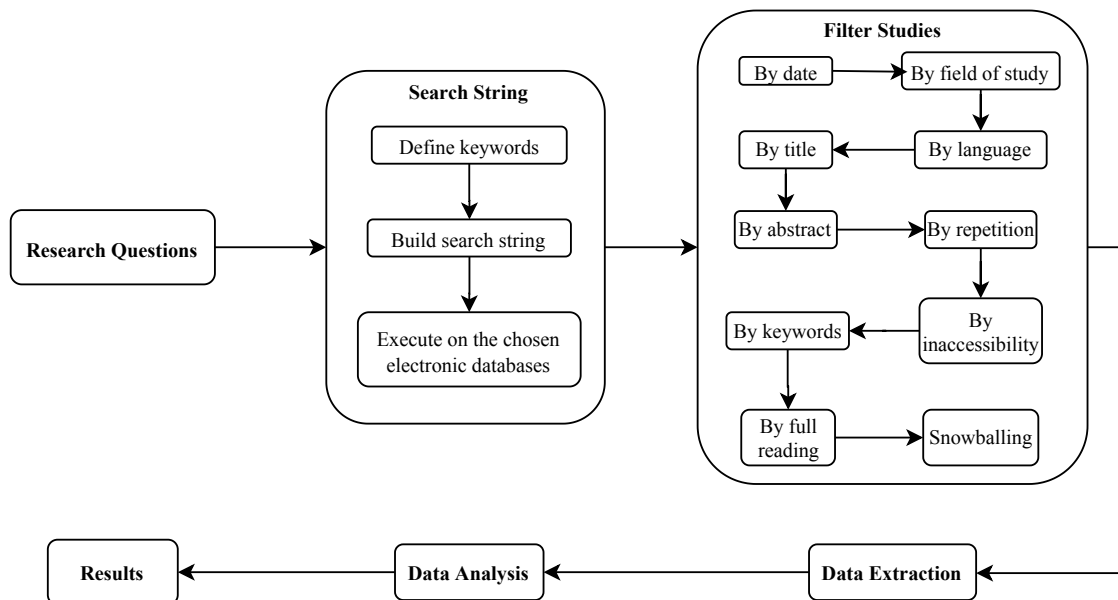 Filter Studies
By date
By field of study
Search String
Define keywords
By title
By language
Research Questions
Build search string
By abstract
By repetition
Execute on the chosen
electronic databases
By keywords
By
inaccessibility
By full
reading
Snowballing
Results
Data Analysis
Data Extraction